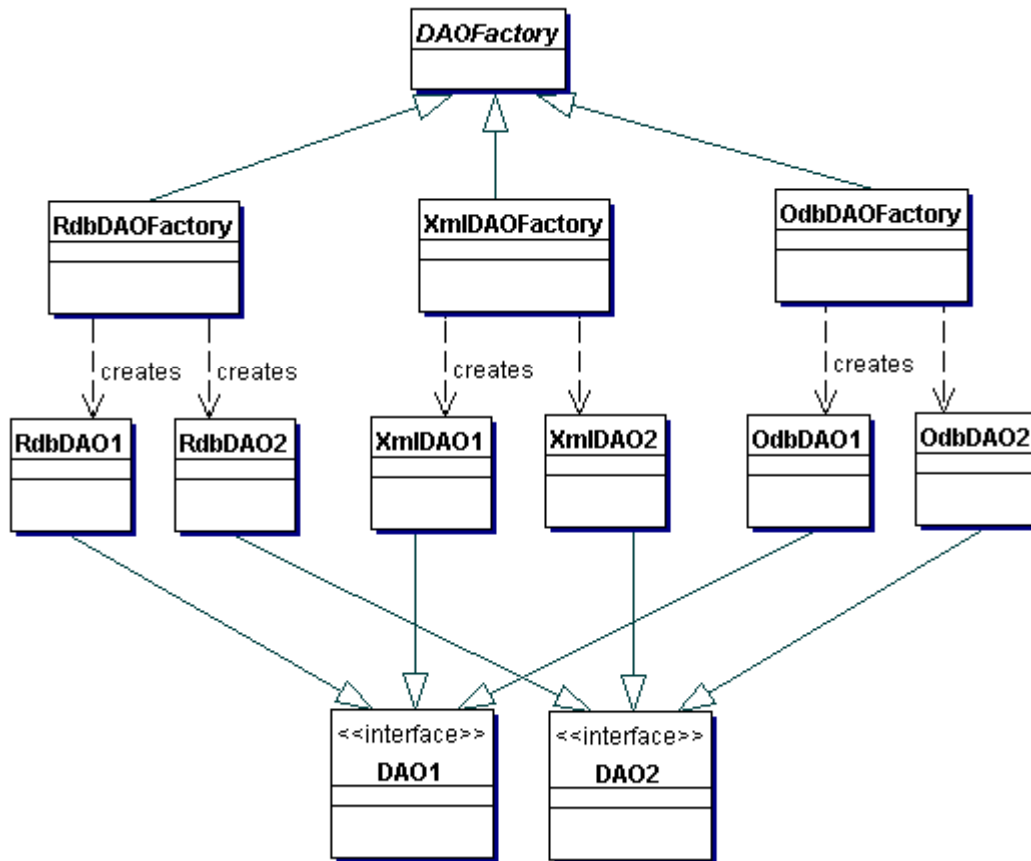 DAOFactory
RdbDAOFactory
XmlDAOFactory
OdbDAOFactory
creates
creates
creates
creates
RdbDAO1
RdbDAO2
XmlDAO1
XmlDAO2
OdbDAO1
OdbDAO2
<<interface>>
DAO1
<<interface>>
DAO2